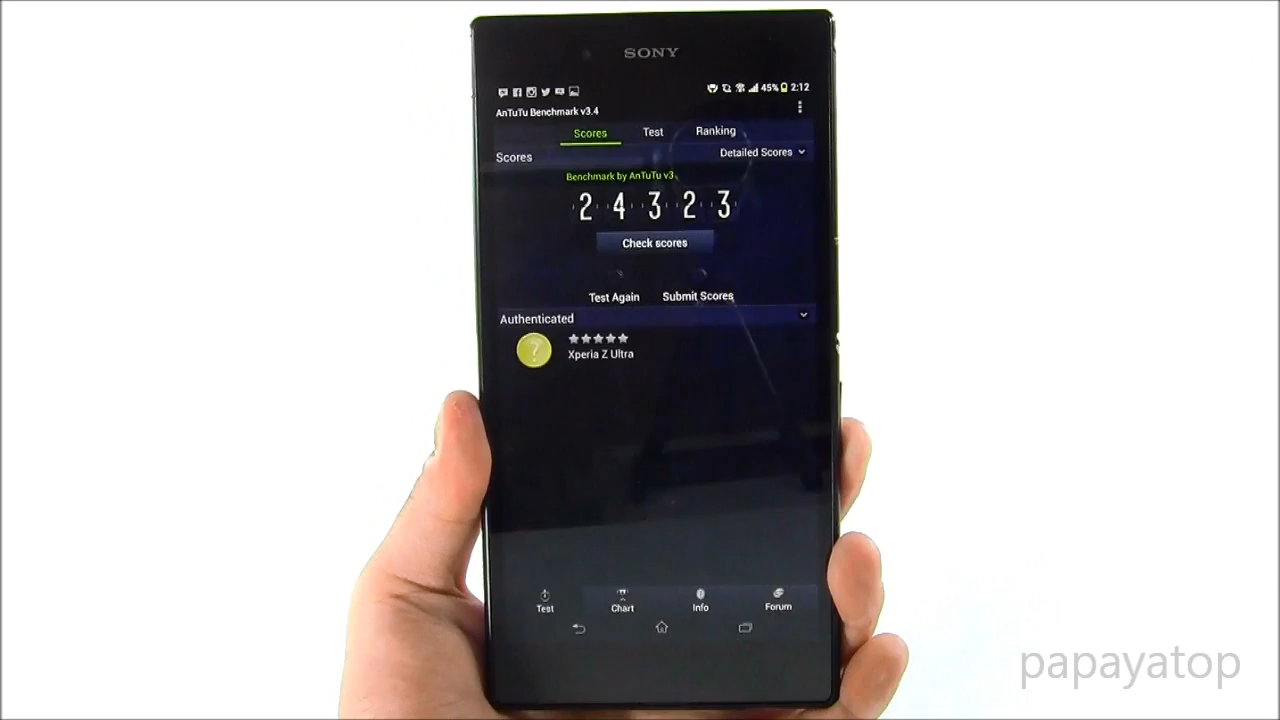 SONY
45% 2:12
AnTuTu Benchmark v3.4
Scores Test Ranking
Scores Detailed Scores
Benchmark by AnTuTu v3
24323
Check scores
Test Again Submit Scores
Authenticated
?
Xperia Z Ultra
Test Chart Info Forum
papayatop